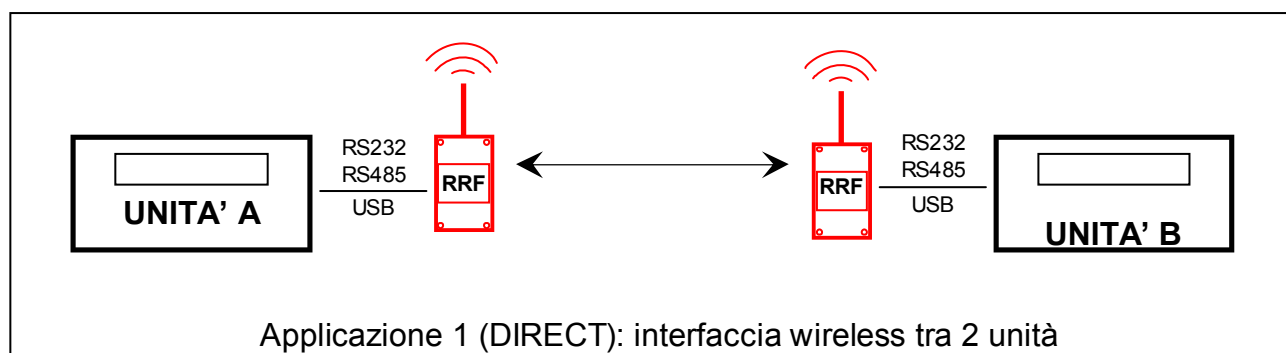 RS232
RS485
USB
RRF
UNITA' A
RRF
RS232
RS485
USB
UNITA' B
Applicazione 1 (DIRECT): interfaccia wireless tra 2 unità